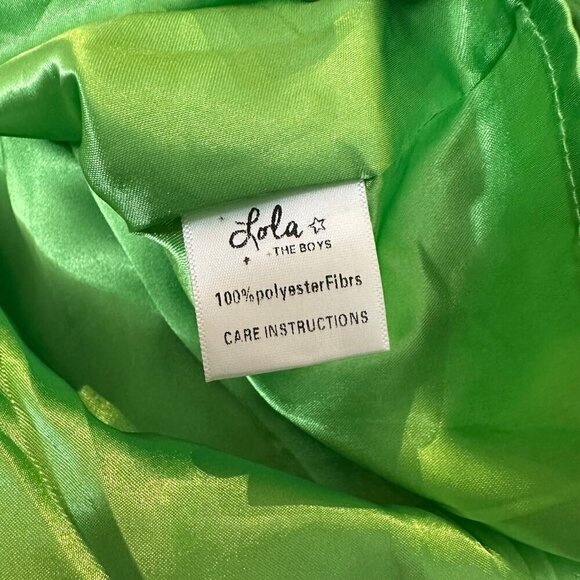 Lola
THE BOYS
100%polyesterFibrs
CARE INSTRUCTIONS